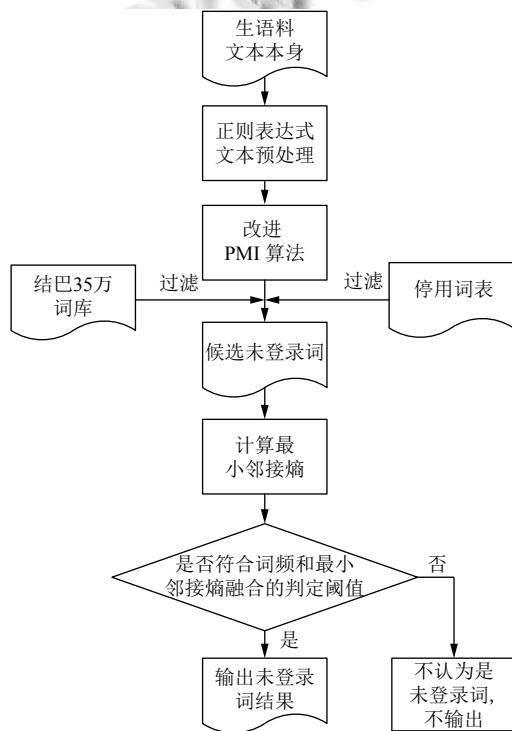 生语料
文本本身
正则表达式
文本预处理
改进
PMI 算法
结巴35万
词库
过滤
过滤
停用词表
候选未登录词
计算最
小邻接熵
是否符合词频和最小
邻接熵融合的判定阈值
否
是
输出未登录
词结果
不认为是
未登录词,
不输出